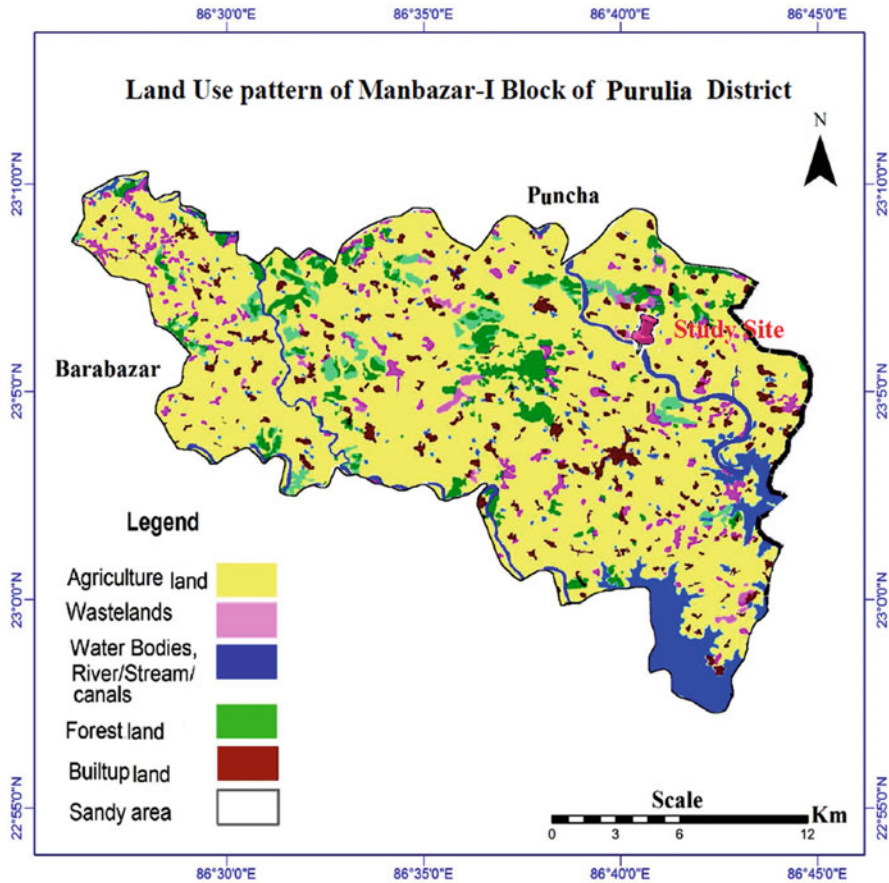 86°30'0"E 86°35'0"E 86°40'0"E 86°45'0"E
Land Use pattern of Manbazar-I Block of Purulia District
N
23°10'0"N
23°10'0"N
Puncha
Study Site
Barabazar
23°5'0"N
23°5'0"N
Legend
Agriculture land
Wastelands
Water Bodies,
River/Stream/
canals
Forest land
Builtup land
Sandy area
23°0'0"N
23°0'0"N
Scale
Km
0 3 6 12
22°55'0"N
22°55'0"N
86°30'0"E 86°35'0"E 86°40'0"E 86°45'0"E